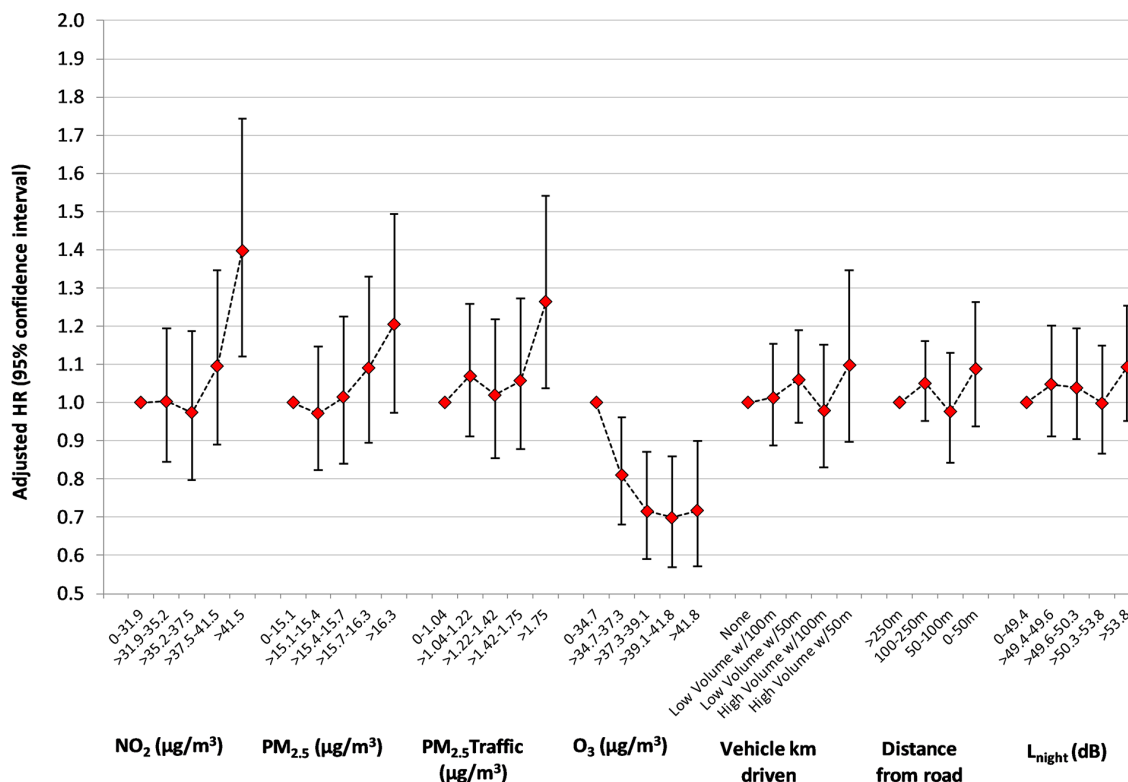 Adjusted HR (95% confidence interval)
2.0
1.9
1.8
1.7
1.6
1.5
1.4
1.3
1.2
1.1
1.0
0.9
0.8
0.7
0.6
0.5
0-31.9
>31.9-35.2
>35.2-37.5
>37.5-41.5
>41.5
0-15.1
>15.1-15.4
>15.4-15.7
>15.7-16.3
>16.3
0-1.04
>1.04-1.22
>1.22-1.42
>1.42-1.75
>1.75
0-34.7
>34.7-37.3
>37.3-39.1
>39.1-41.8
>41.8
None
Low Volume w/100m
Low Volume w/50m
High Volume w/100m
High Volume w/50m
>250m
100-250m
50-100m
0-50m
0-49.4
>49.4-49.6
>49.6-50.3
>50.3-53.8
>53.8
NO₂ (µg/m³)
PM₂.₅ (µg/m³)
PM₂.₅Traffic
(µg/m³)
O₃ (µg/m³)
Vehicle km
driven
Distance
from road
Lnight (dB)